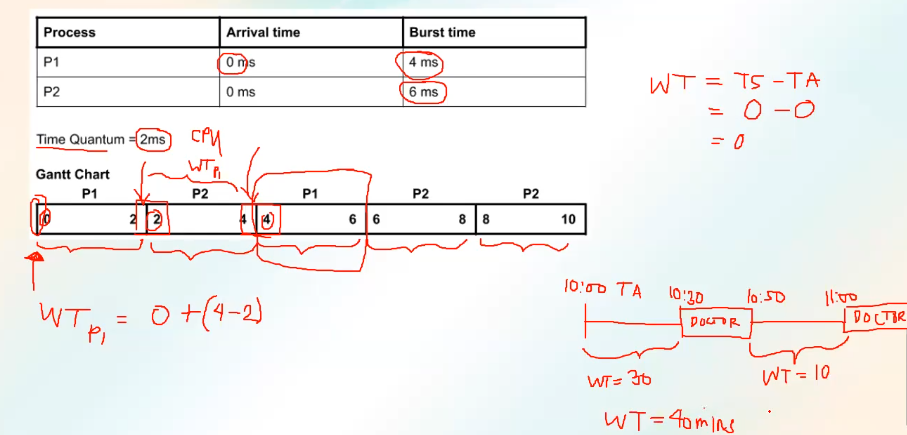 Process Arrival time Burst time
P1 0 ms 4 ms
P2 0 ms 6 ms
WT = TS - TA
= 0 - 0
= 0
Time Quantum = 2ms
CPU
WT P1
Gantt Chart
P1 P2 P1 P2 P2
0 2 2 4 4 6 6 8 8 10
WT P1 = 0 + (4-2)
10:00 TA 10:30 10:50 11:00
DOCTOR DOCTOR
WT = 30 WT = 10
WT = 40mins